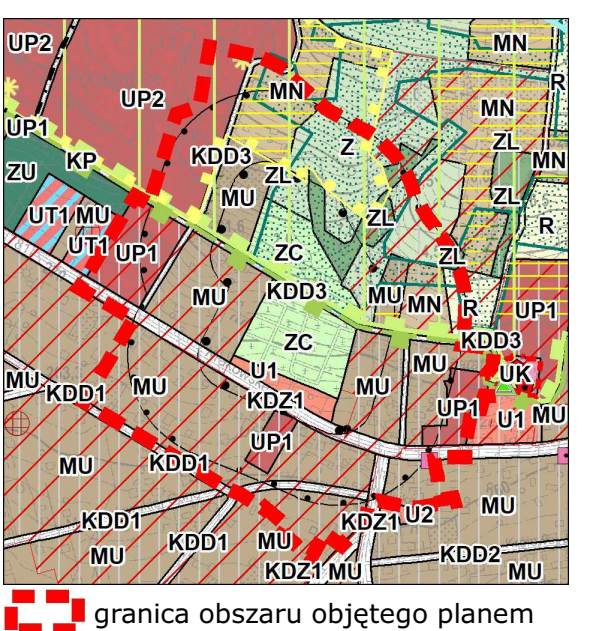 UP2
MN
UP2
MN
R
MN
UP1
Z
ZL
KP
KDD3
MN
ZU
ZL
MU
ZL
UT1 MU
ZL
R
UT1
UP1
ZC
ZL
KDD3
MU
MU
MN
R
UP1
ZC
KDD3
MU
UK
U1
MU
KDD1
MU
KDZ1
MU
UP1
U1
MU
UP1
MU
KDD1
MU
KDZ1
U2
KDD1
KDD1
MU
KDD2
MU
KDZ1
MU
MU
granica obszaru objętego planem